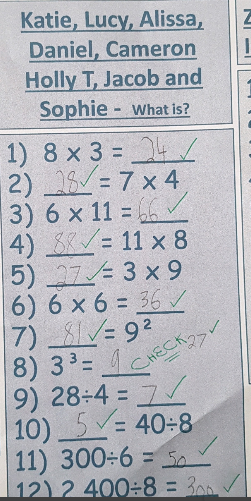 Katie, Lucy, Alissa,
Daniel, Cameron
Holly T, Jacob and
Sophie - What is?
1) 8 × 3 = 24 ✓
2) 28 ✓ = 7 × 4
3) 6 × 11 = 66 ✓
4) 88 ✓ = 11 × 8
5) 27 ✓ = 3 × 9
6) 6 × 6 = 36 ✓
7) 81 ✓ = 9²
8) 3³ = 9 CHECK 27 ✓
9) 28÷4 = 7 ✓
10) 5 ✓ = 40÷8
11) 300÷6 = 50 ✓
12) 2 400÷8 = 300 ✓